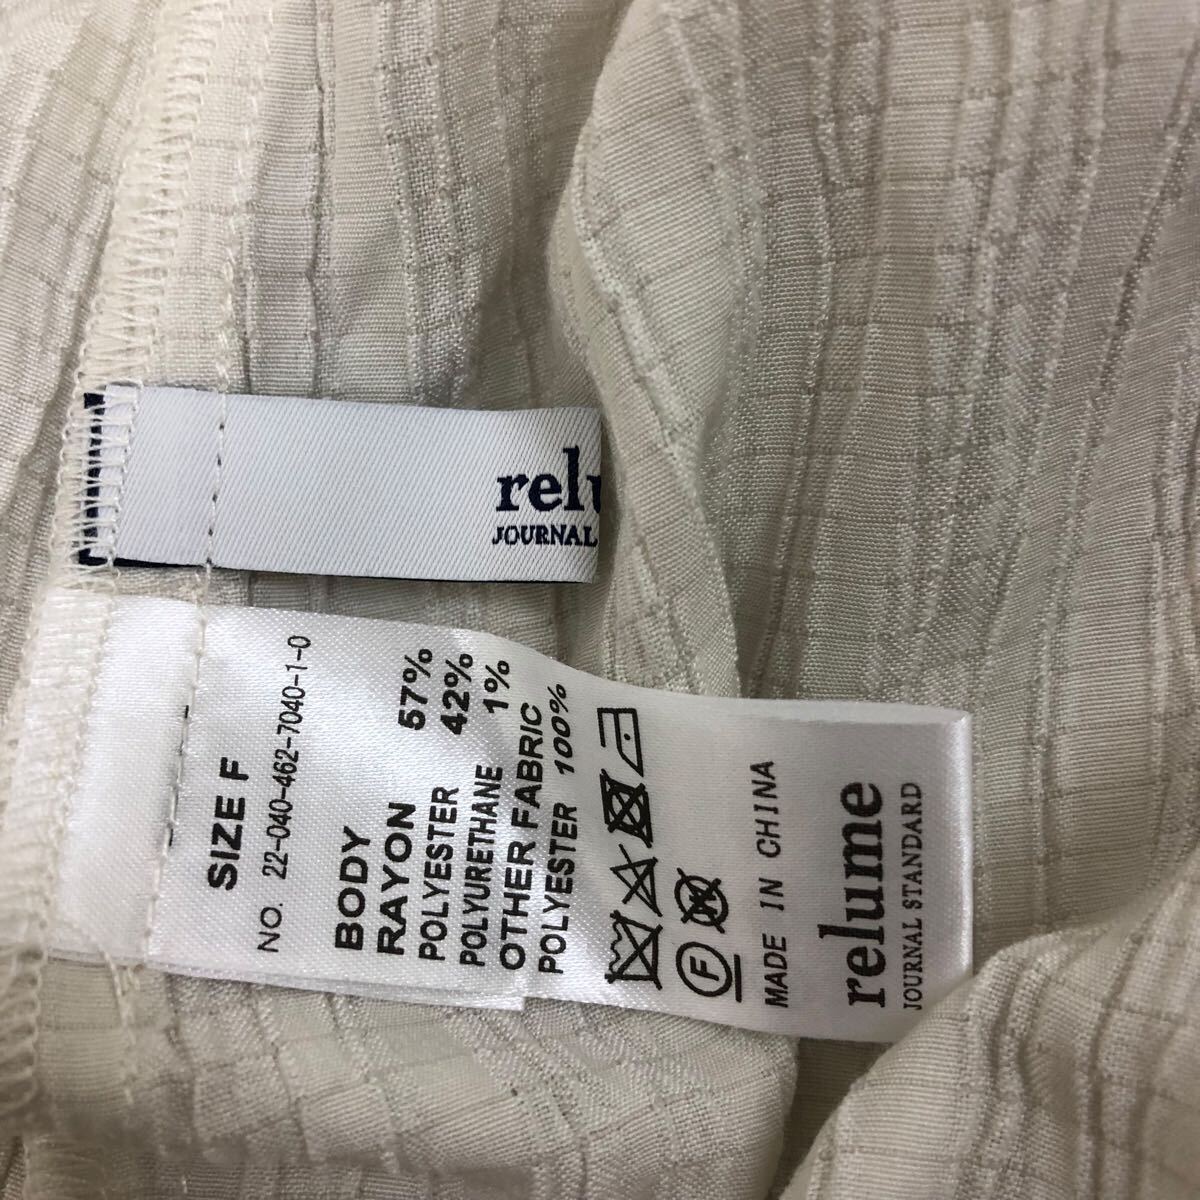 relu
JOURNAL
SIZE F
NO. 22-040-462-7040-1-0
BODY
RAYON 57%
POLYESTER 42%
POLYURETHANE 1%
OTHER FABRIC
POLYESTER 100%
F
MADE IN CHINA
relume
JOURNAL STANDARD